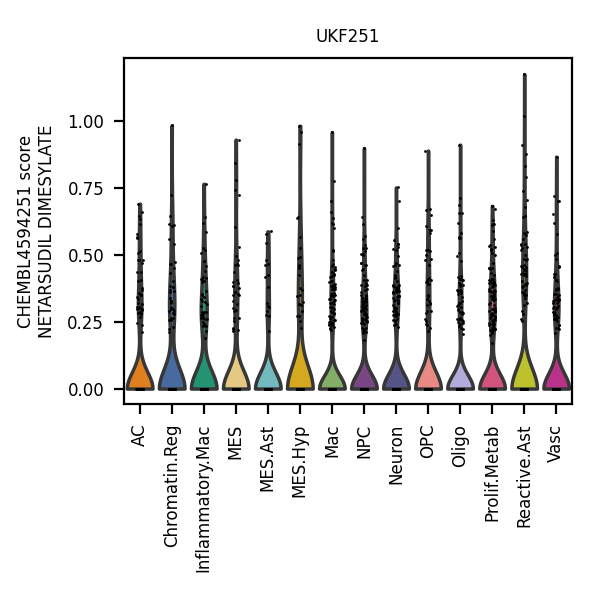 UKF251
CHEMBL4594251 score
NETARSUDIL DIMESYLATE
1.00
0.75
0.50
0.25
0.00
AC
Chromatin.Reg
Inflammatory.Mac
MES
MES.Ast
MES.Hyp
Mac
NPC
Neuron
OPC
Oligo
Prolif.Metab
Reactive.Ast
Vasc